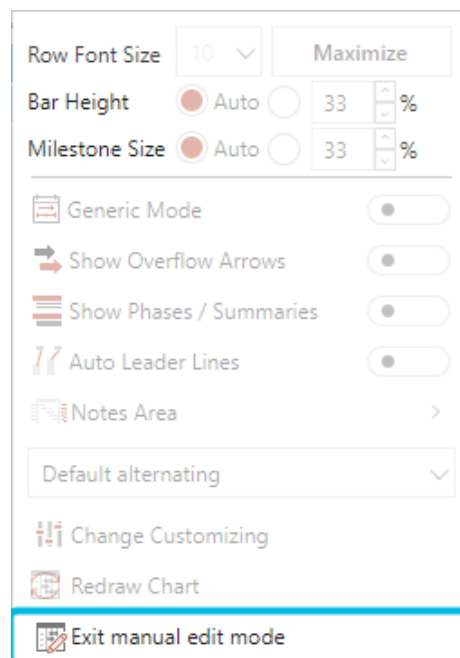 Row Font Size 10 Maximize
Bar Height Auto 33 %
Milestone Size Auto 33 %
Generic Mode
Show Overflow Arrows
Show Phases / Summaries
Auto Leader Lines
Notes Area
Default alternating
Change Customizing
Redraw Chart
Exit manual edit mode